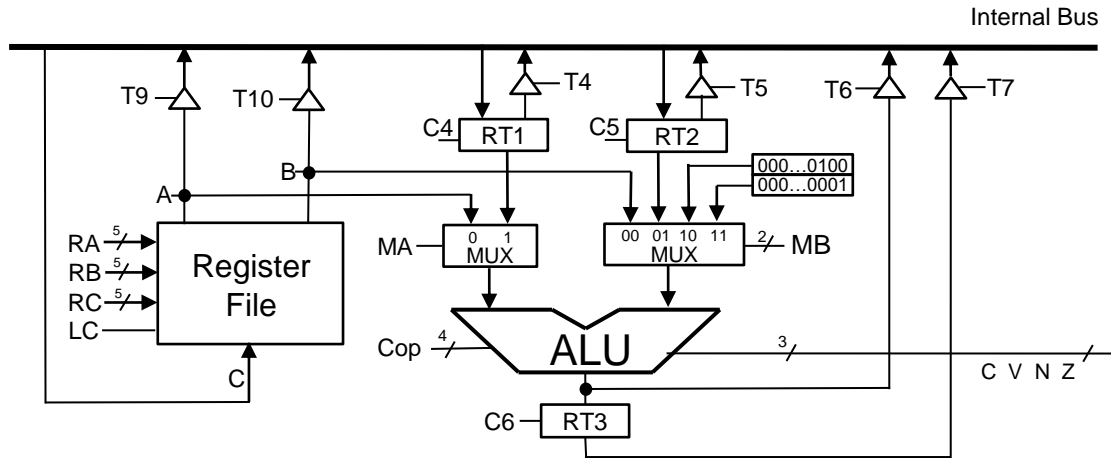 Internal Bus
T9
T10
T4
T5
T6
T7
C4
RT1
C5
RT2
000…0100
000…0001
B
A
RA
5
RB
5
RC
5
LC
Register
File
C
MA
0 1
MUX
00 01 10 11
MUX
2
MB
Cop
4
ALU
3
C V N Z
C6
RT3